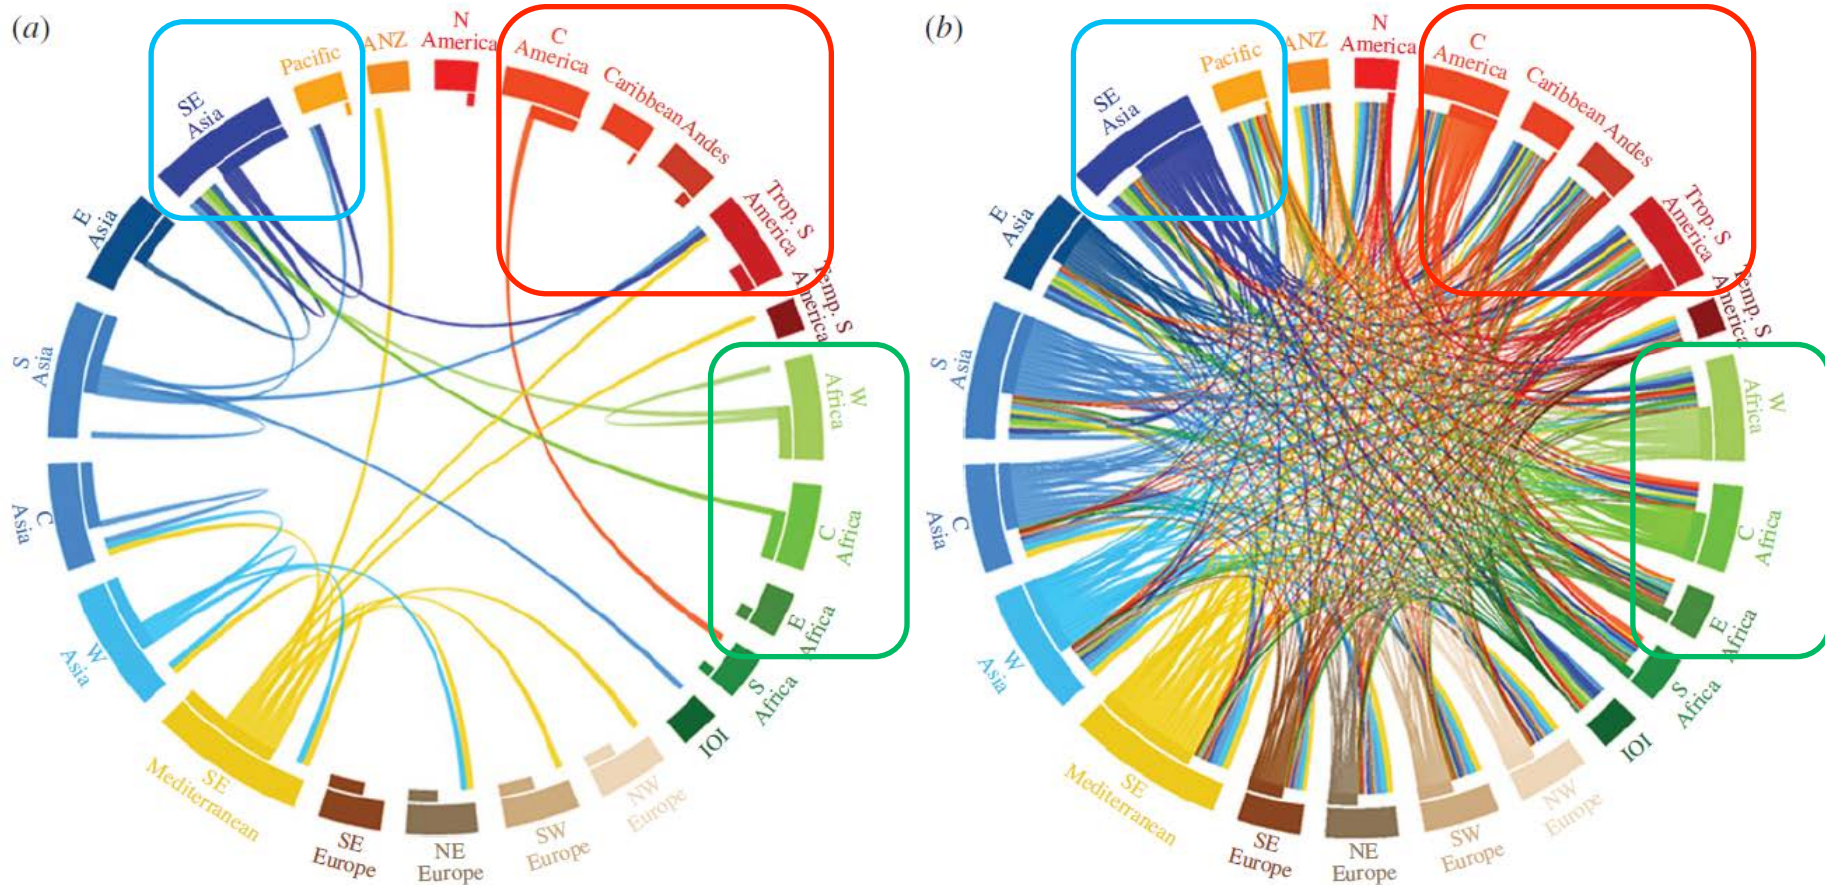 (a)
SE
Asia
Pacific
ANZ
N
America
C
America
Caribbean
Andes
Trop. S
America
Temp. S
America
W
Africa
C
Africa
E
Africa
S
Africa
IOI
NW
Europe
SW
Europe
NE
Europe
SE
Europe
SE
Mediterranean
W
Asia
C
Asia
S
Asia
E
Asia
(b)
SE
Asia
Pacific
ANZ
N
America
C
America
Caribbean
Andes
Trop. S
America
Temp. S
America
W
Africa
C
Africa
E
Africa
S
Africa
IOI
NW
Europe
SW
Europe
NE
Europe
SE
Europe
SE
Mediterranean
W
Asia
C
Asia
S
Asia
E
Asia